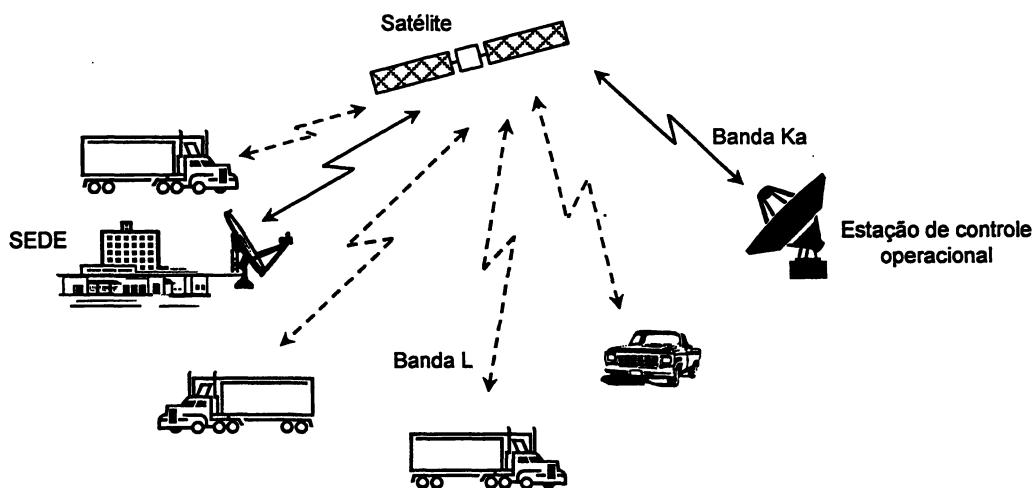 Satélite
Banda Ka
SEDE
Estação de controle
operacional
Banda L